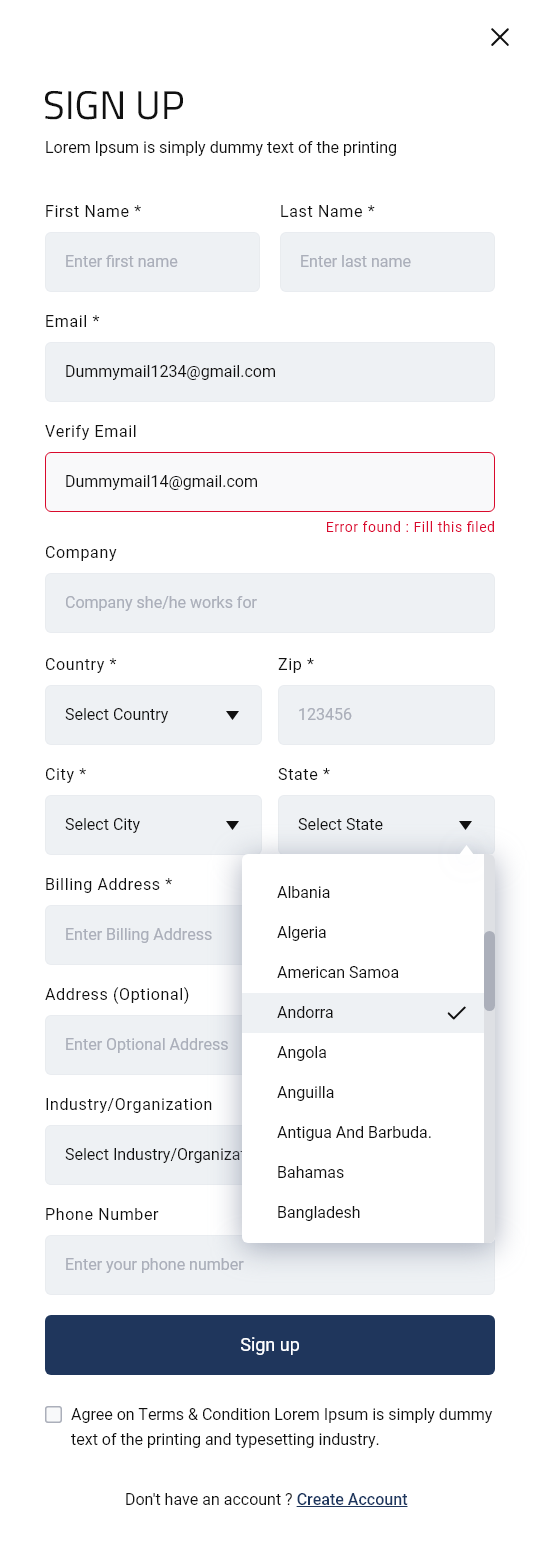 SIGN UP
Lorem Ipsum is simply dummy text of the printing
First Name *
Last Name *
Enter first name
Enter last name
Email *
Dummymail1234@gmail.com
Verify Email
Dummymail14@gmail.com
Error found : Fill this filed
Company
Company she/he works for
Country *
Zip *
Select Country
123456
City *
State *
Select City
Select State
Billing Address *
Enter Billing Address
Address (Optional)
Enter Optional Address
Industry/Organization
Select Industry/Organizat
Phone Number
Enter your phone number
Albania
Algeria
American Samoa
Andorra
Angola
Anguilla
Antigua And Barbuda.
Bahamas
Bangladesh
Sign up
Agree on Terms & Condition Lorem Ipsum is simply dummy
text of the printing and typesetting industry.
Don't have an account ? Create Account